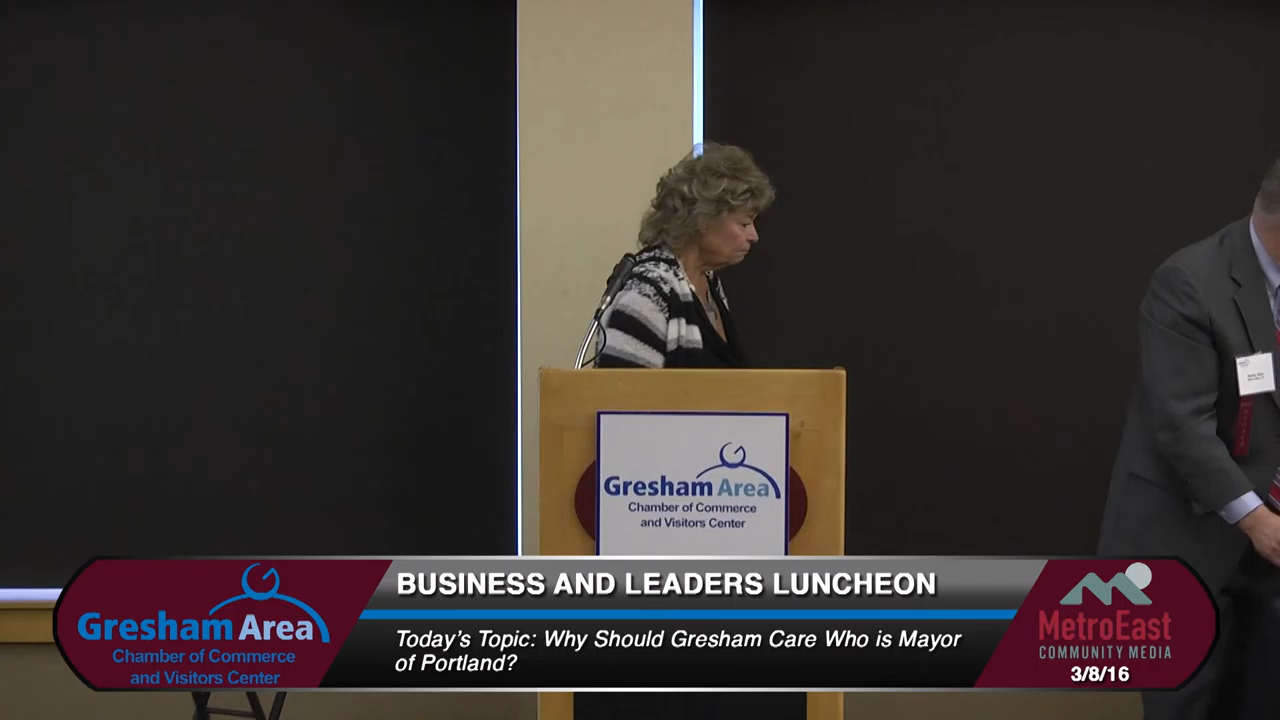 Gresham Area
Chamber of Commerce
and Visitors Center
Gresham Area
Chamber of Commerce
and Visitors Center
BUSINESS AND LEADERS LUNCHEON
Today's Topic: Why Should Gresham Care Who is Mayor
of Portland?
MetroEast
COMMUNITY MEDIA
3/8/16